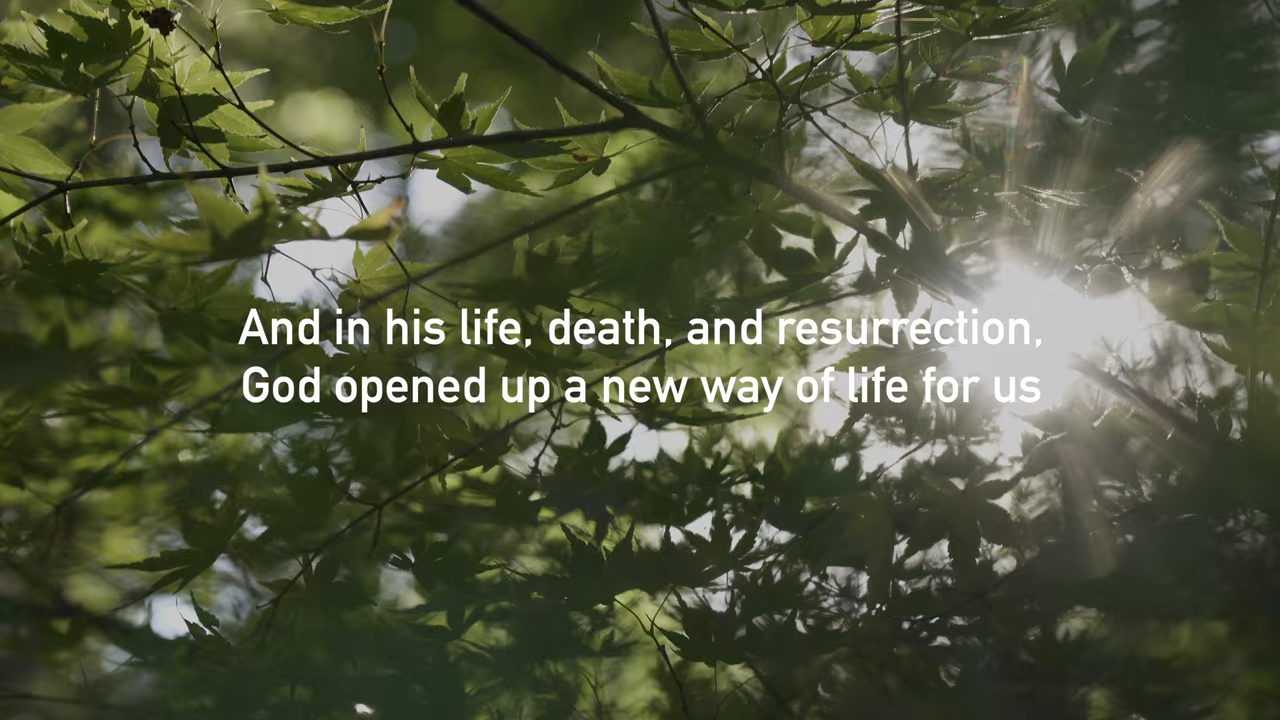 And in his life, death, and resurrection,
God opened up a new way of life for us